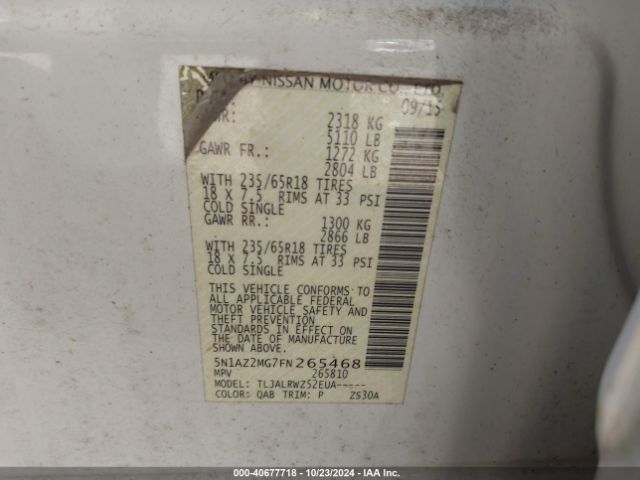 BY NISSAN MOTOR CO., LTD.
09/15
2318 KG
5110 LB
GAWR FR.: 1272 KG
2804 LB
WITH 235/65R18 TIRES
18 X 7.5 RIMS AT 33 PSI
COLD SINGLE
GAWR RR.: 1300 KG
2866 LB
WITH 235/65R18 TIRES
18 X 7.5 RIMS AT 33 PSI
COLD SINGLE
THIS VEHICLE CONFORMS TO
ALL APPLICABLE FEDERAL
MOTOR VEHICLE SAFETY AND
THEFT PREVENTION
STANDARDS IN EFFECT ON
THE DATE OF MANUFACTURE
SHOWN ABOVE.
5N1AZ2MG7FN265468
MPV 265810
MODEL: TLJALRWZ52EUA-----
COLOR: QAB TRIM: P ZS30A
000-40677718 - 10/23/2024 - IAA Inc.